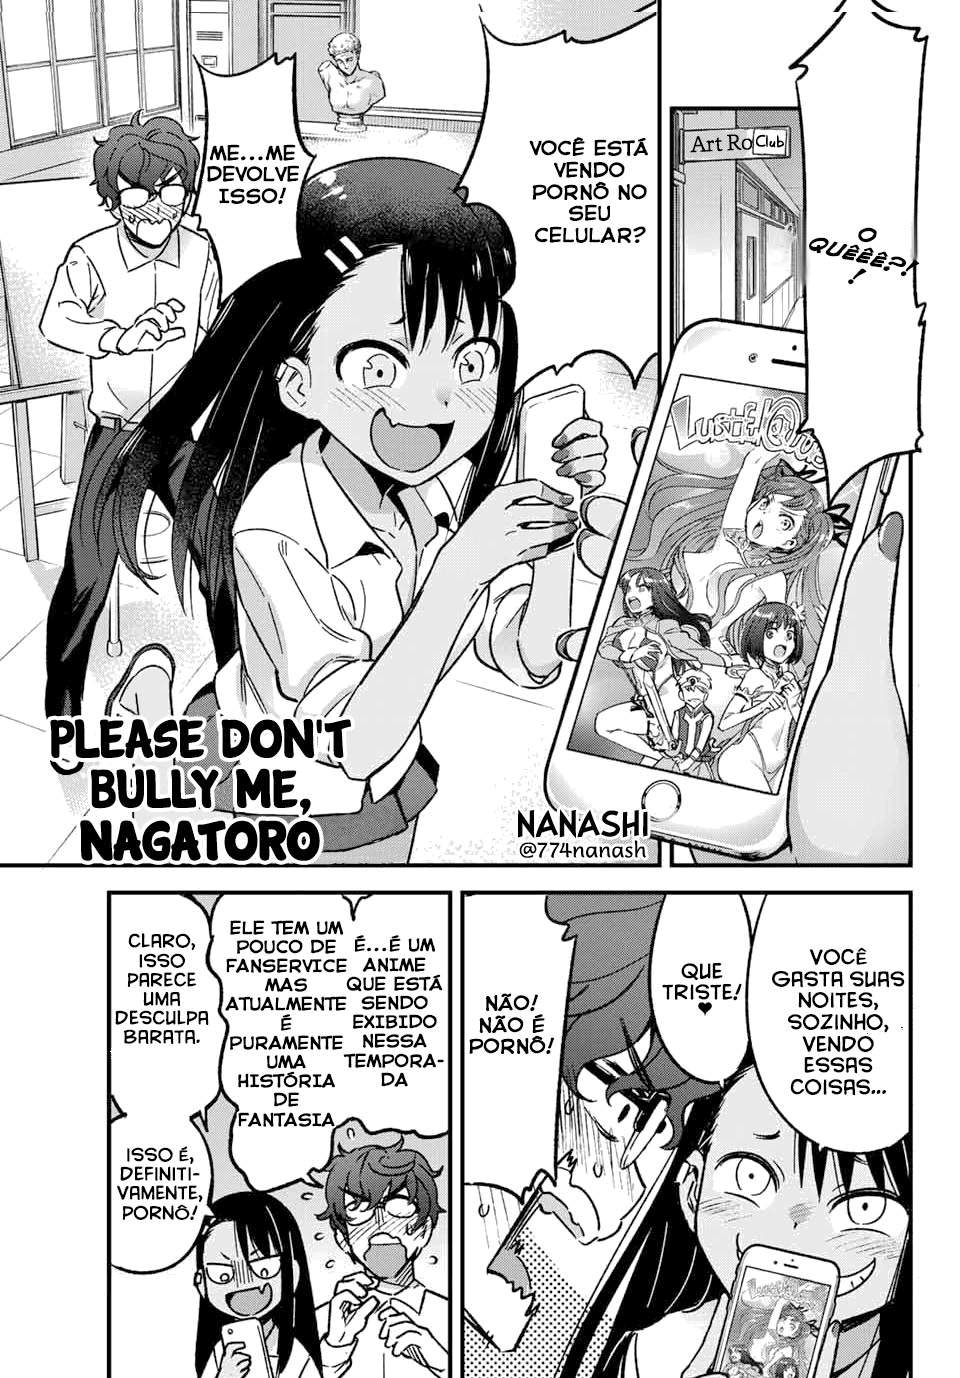 Art Ro Club
O
QUÊÊÊ?!
!
VOCÊ ESTÁ
VENDO
PORNÔ NO
SEU
CELULAR?
ME...ME
DEVOLVE
ISSO!
PLEASE DON'T
BULLY ME,
NAGATORO
NANASHI
@774nanash
VOCÊ
GASTA SUAS
NOITES,
SOZINHO,
VENDO
ESSAS
COISAS...
QUE
TRISTE!
♥
NÃO!
NÃO É
PORNÔ!
É...É UM
ANIME
QUE ESTÁ
SENDO
EXIBIDO
NESSA
TEMPORA-
DA
ELE TEM UM
POUCO DE
FANSERVICE
MAS
ATUALMENTE
É
PURAMENTE
UMA
HISTÓRIA
DE
FANTASIA
CLARO,
ISSO
PARECE
UMA
DESCULPA
BARATA.
ISSO É,
DEFINITI-
VAMENTE,
PORNÔ!